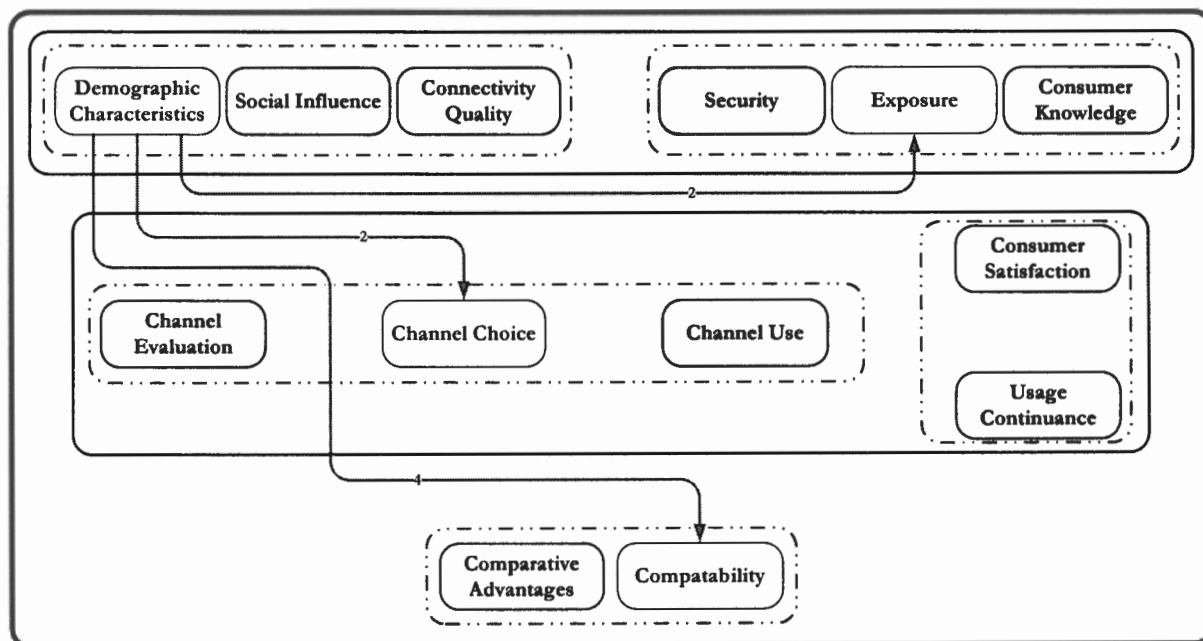 Demographic
Characteristics
Social Influence
Connectivity
Quality
Security
Exposure
Consumer
Knowledge
2
2
Consumer
Satisfaction
Channel
Evaluation
Channel Choice
Channel Use
Usage
Continuance
4
Comparative
Advantages
Compatability